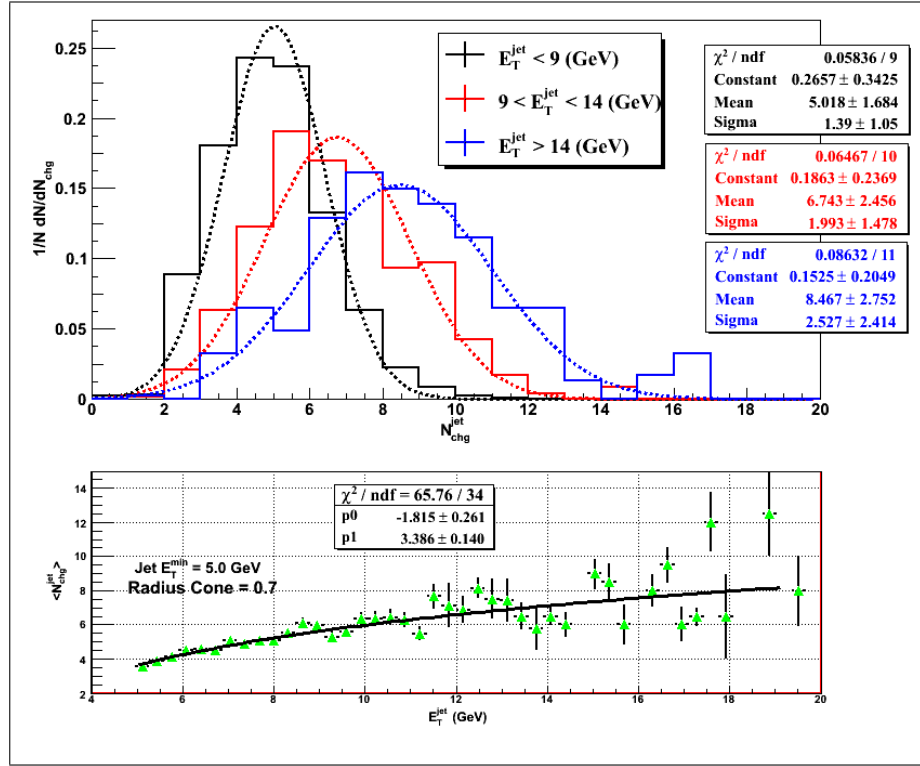 1/N dN/dN_chg
0.25
0.2
0.15
0.1
0.05
0
E_T^jet < 9 (GeV)
9 < E_T^jet < 14 (GeV)
E_T^jet > 14 (GeV)
χ² / ndf 0.05836 / 9
Constant 0.2657 ± 0.3425
Mean 5.018 ± 1.684
Sigma 1.39 ± 1.05
χ² / ndf 0.06467 / 10
Constant 0.1863 ± 0.2369
Mean 6.743 ± 2.456
Sigma 1.993 ± 1.478
χ² / ndf 0.08632 / 11
Constant 0.1525 ± 0.2049
Mean 8.467 ± 2.752
Sigma 2.527 ± 2.414
0 2 4 6 8 10 12 14 16 18 20
N_chg^jet
<N_chg^jet>
14
12
10
8
6
4
2
χ² / ndf = 65.76 / 34
p0 -1.815 ± 0.261
p1 3.386 ± 0.140
Jet E_T^min = 5.0 GeV
Radius Cone = 0.7
4 6 8 10 12 14 16 18 20
E_T^jet (GeV)